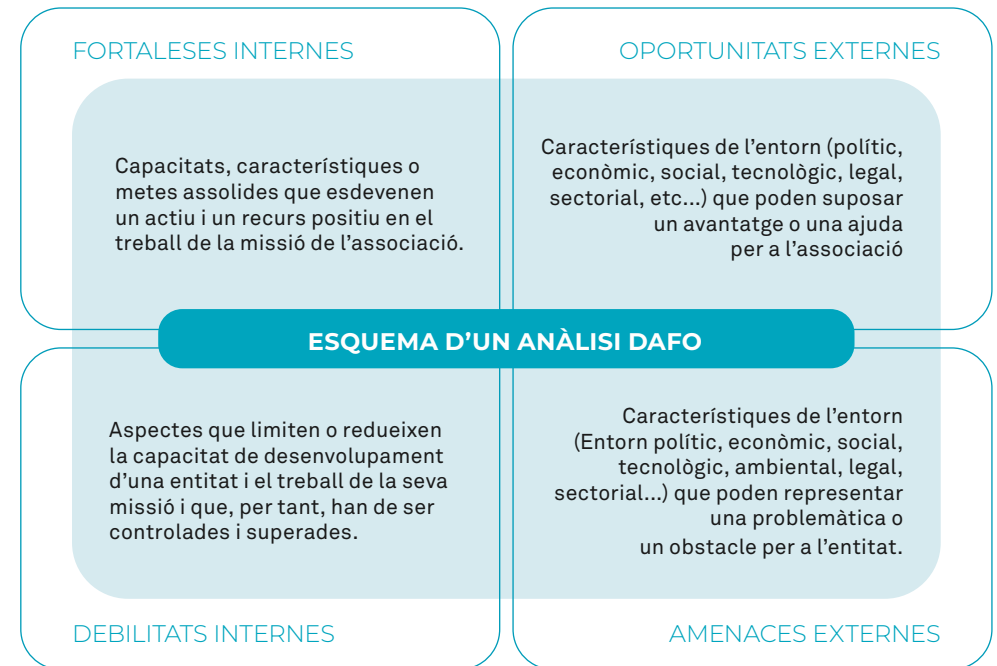 FORTALESES INTERNES
Capacitats, característiques o
metes assolides que esdevenen
un actiu i un recurs positiu en el
treball de la missió de l’associació.
OPORTUNITATS EXTERNES
Característiques de l’entorn (polític,
econòmic, social, tecnològic, legal,
sectorial, etc...) que poden suposar
un avantatge o una ajuda
per a l’associació
ESQUEMA D’UN ANÀLISI DAFO
Aspectes que limiten o redueixen
la capacitat de desenvolupament
d’una entitat i el treball de la seva
missió i que, per tant, han de ser
controlades i superades.
DEBILITATS INTERNES
Característiques de l’entorn
(Entorn polític, econòmic, social,
tecnològic, ambiental, legal,
sectorial...) que poden representar
una problemàtica o
un obstacle per a l’entitat.
AMENACES EXTERNES